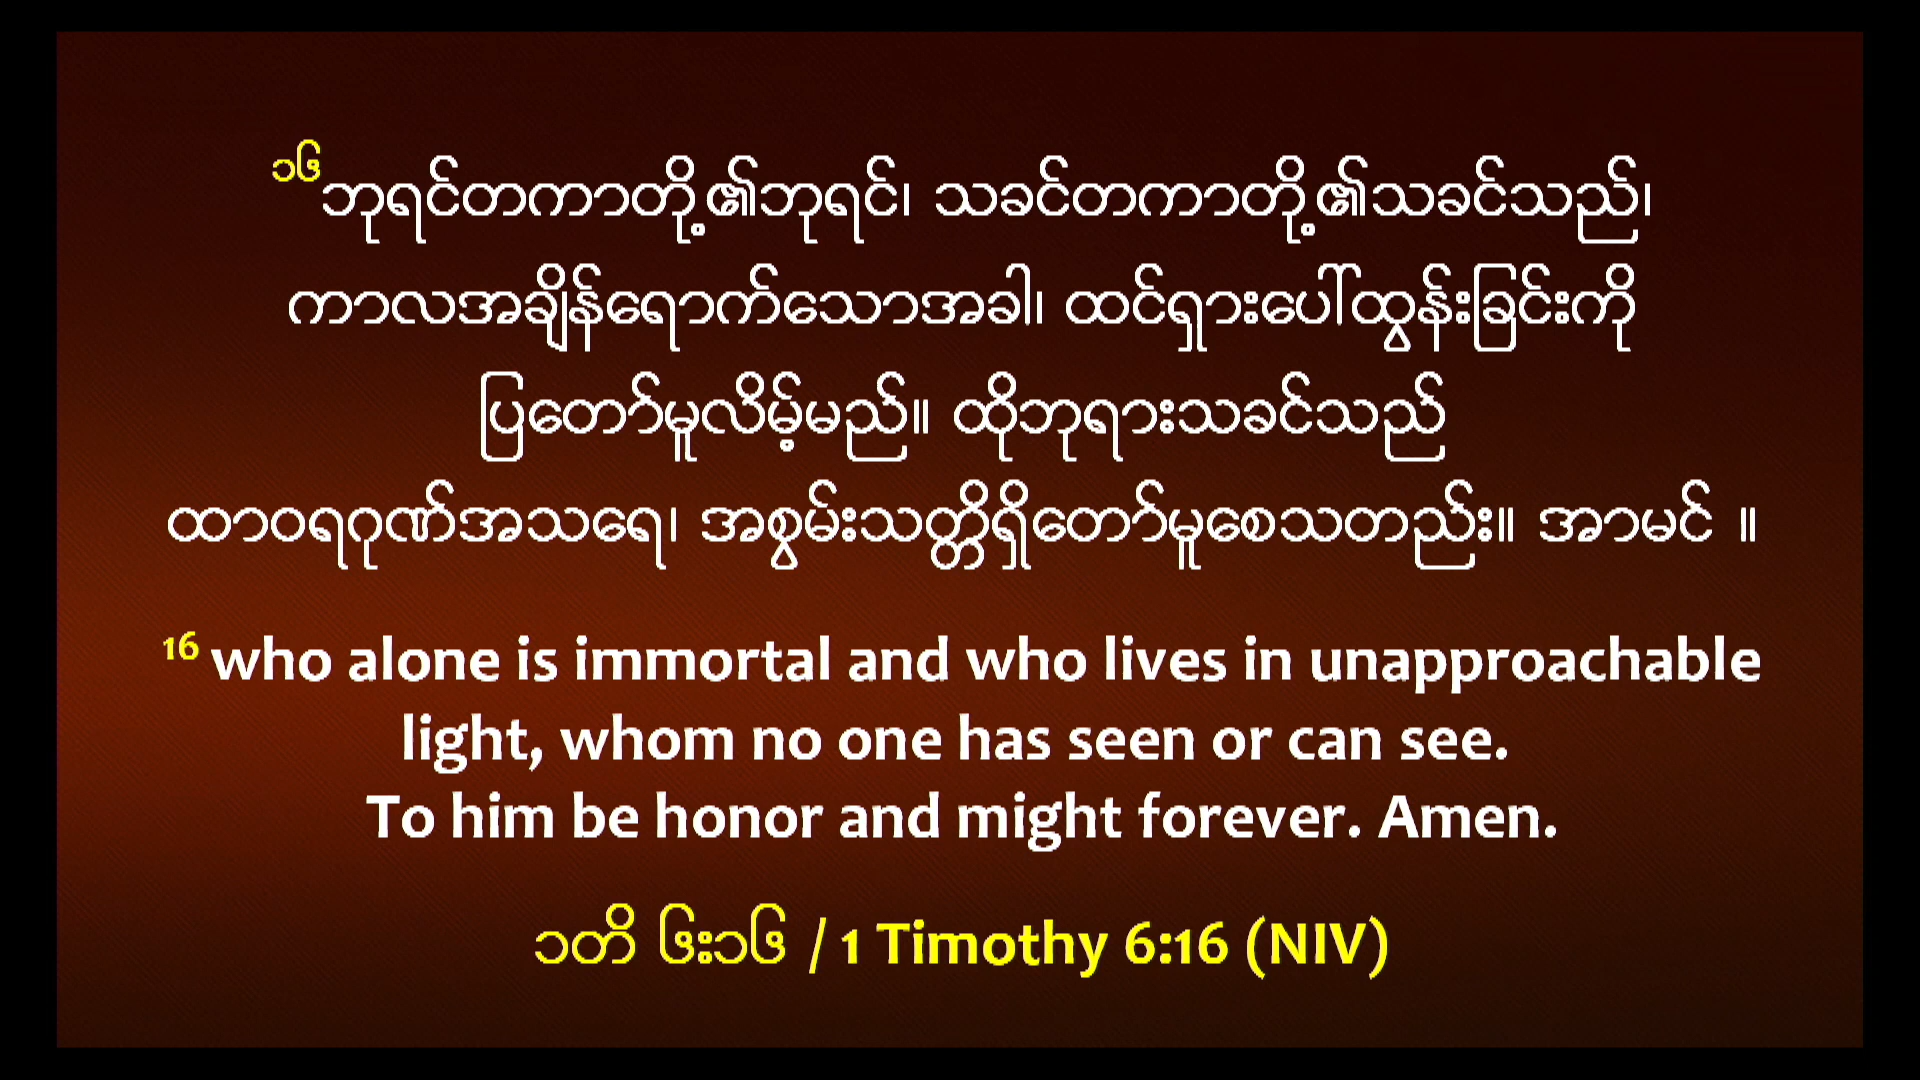 ၁၆ဘုရင်တကာတို့၏ဘုရင်၊ သခင်တကာတို့၏သခင်သည်၊
ကာလအချိန်ရောက်သောအခါ၊ ထင်ရှားပေါ်ထွန်းခြင်းကို
ပြတော်မူလိမ့်မည်။ ထိုဘုရားသခင်သည်
ထာဝရဂုဏ်အသရေ၊ အစွမ်းသတ္တိရှိတော်မူစေသတည်း။ အာမင် ။
16 who alone is immortal and who lives in unapproachable
light, whom no one has seen or can see.
To him be honor and might forever. Amen.
၁တိ ၆း၁၆ / 1 Timothy 6:16 (NIV)